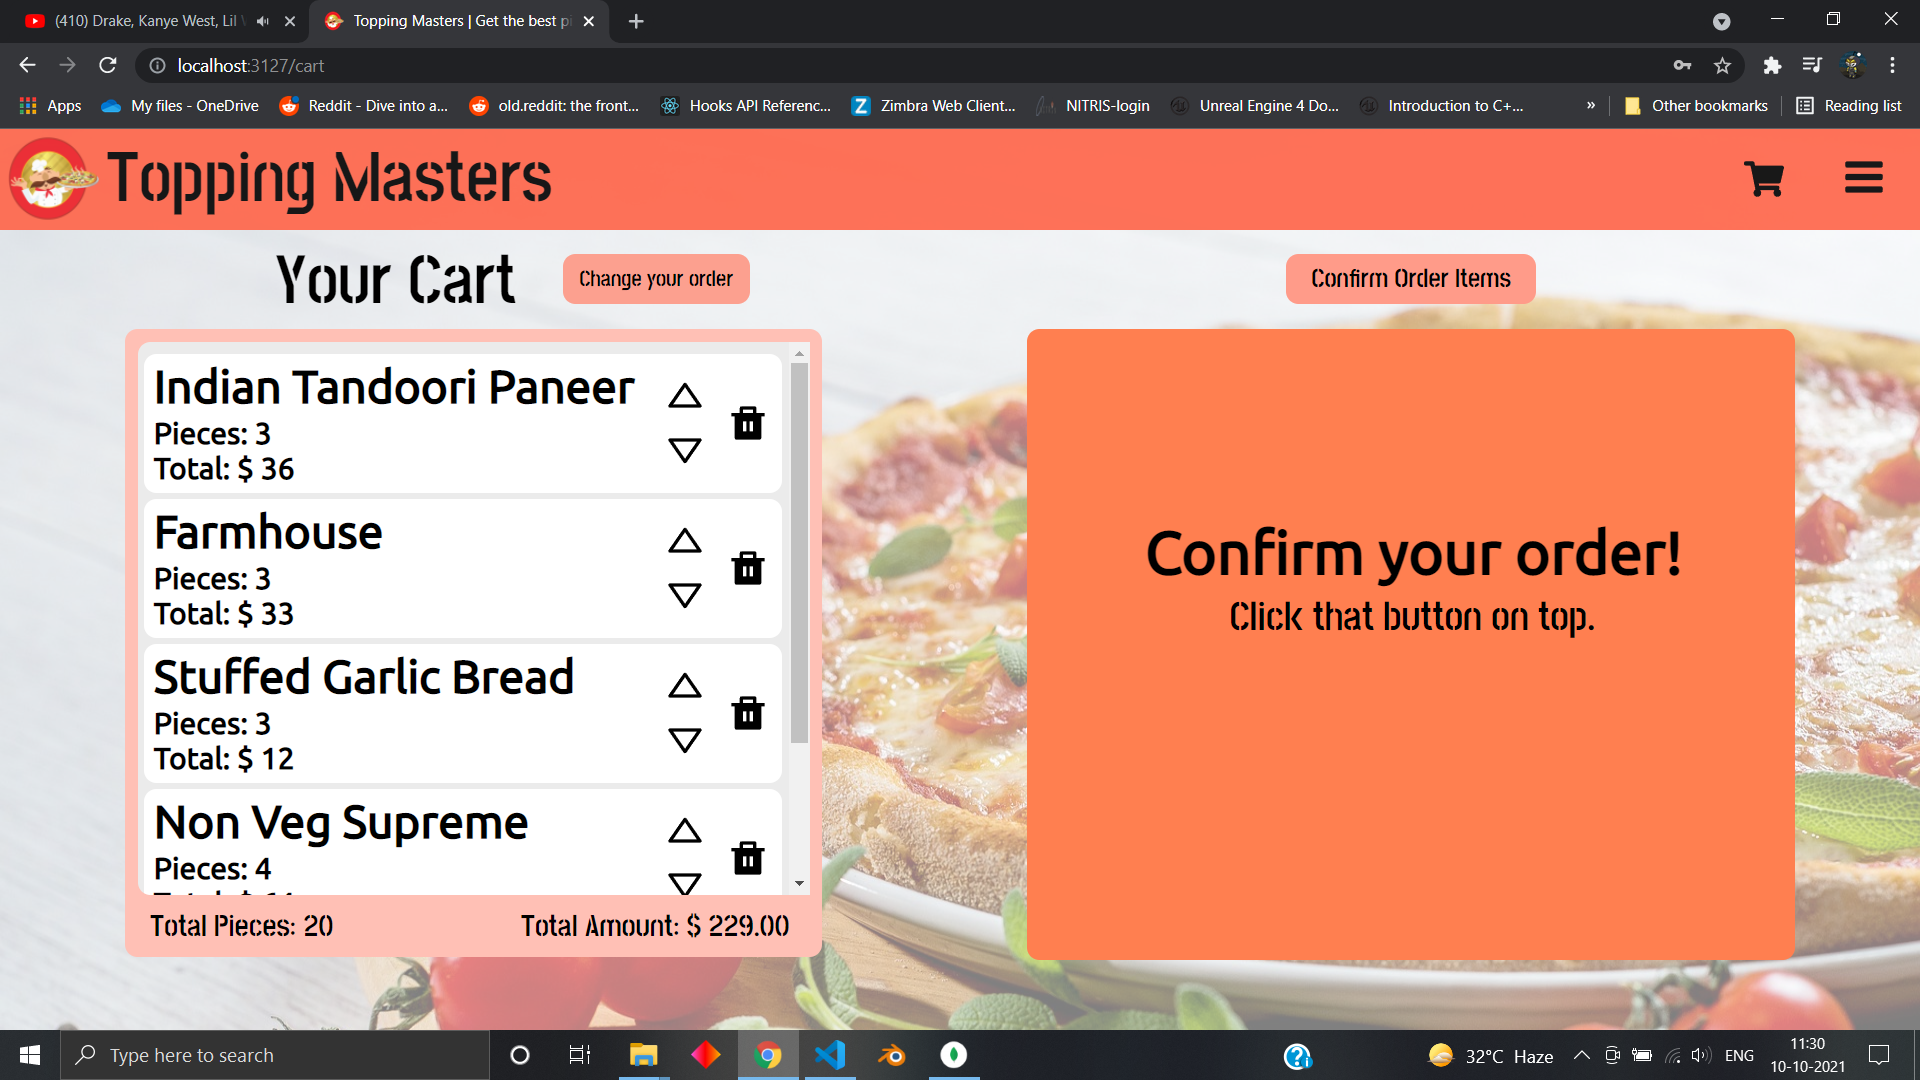 (410) Drake, Kanye West, Lil
Topping Masters | Get the best pi
localhost:3127/cart
Apps
My files - OneDrive
Reddit - Dive into a...
old.reddit: the front...
Hooks API Referenc...
Zimbra Web Client...
NITRIS-login
Unreal Engine 4 Do...
Introduction to C+...
»
Other bookmarks
Reading list
Topping Masters
Your Cart
Change your order
Confirm Order Items
Indian Tandoori Paneer
Pieces: 3
Total: $ 36
Farmhouse
Pieces: 3
Total: $ 33
Stuffed Garlic Bread
Pieces: 3
Total: $ 12
Non Veg Supreme
Pieces: 4
Total Pieces: 20
Total Amount: $ 229.00
Confirm your order!
Click that button on top.
Type here to search
32°C Haze
ENG
11:30
10-10-2021